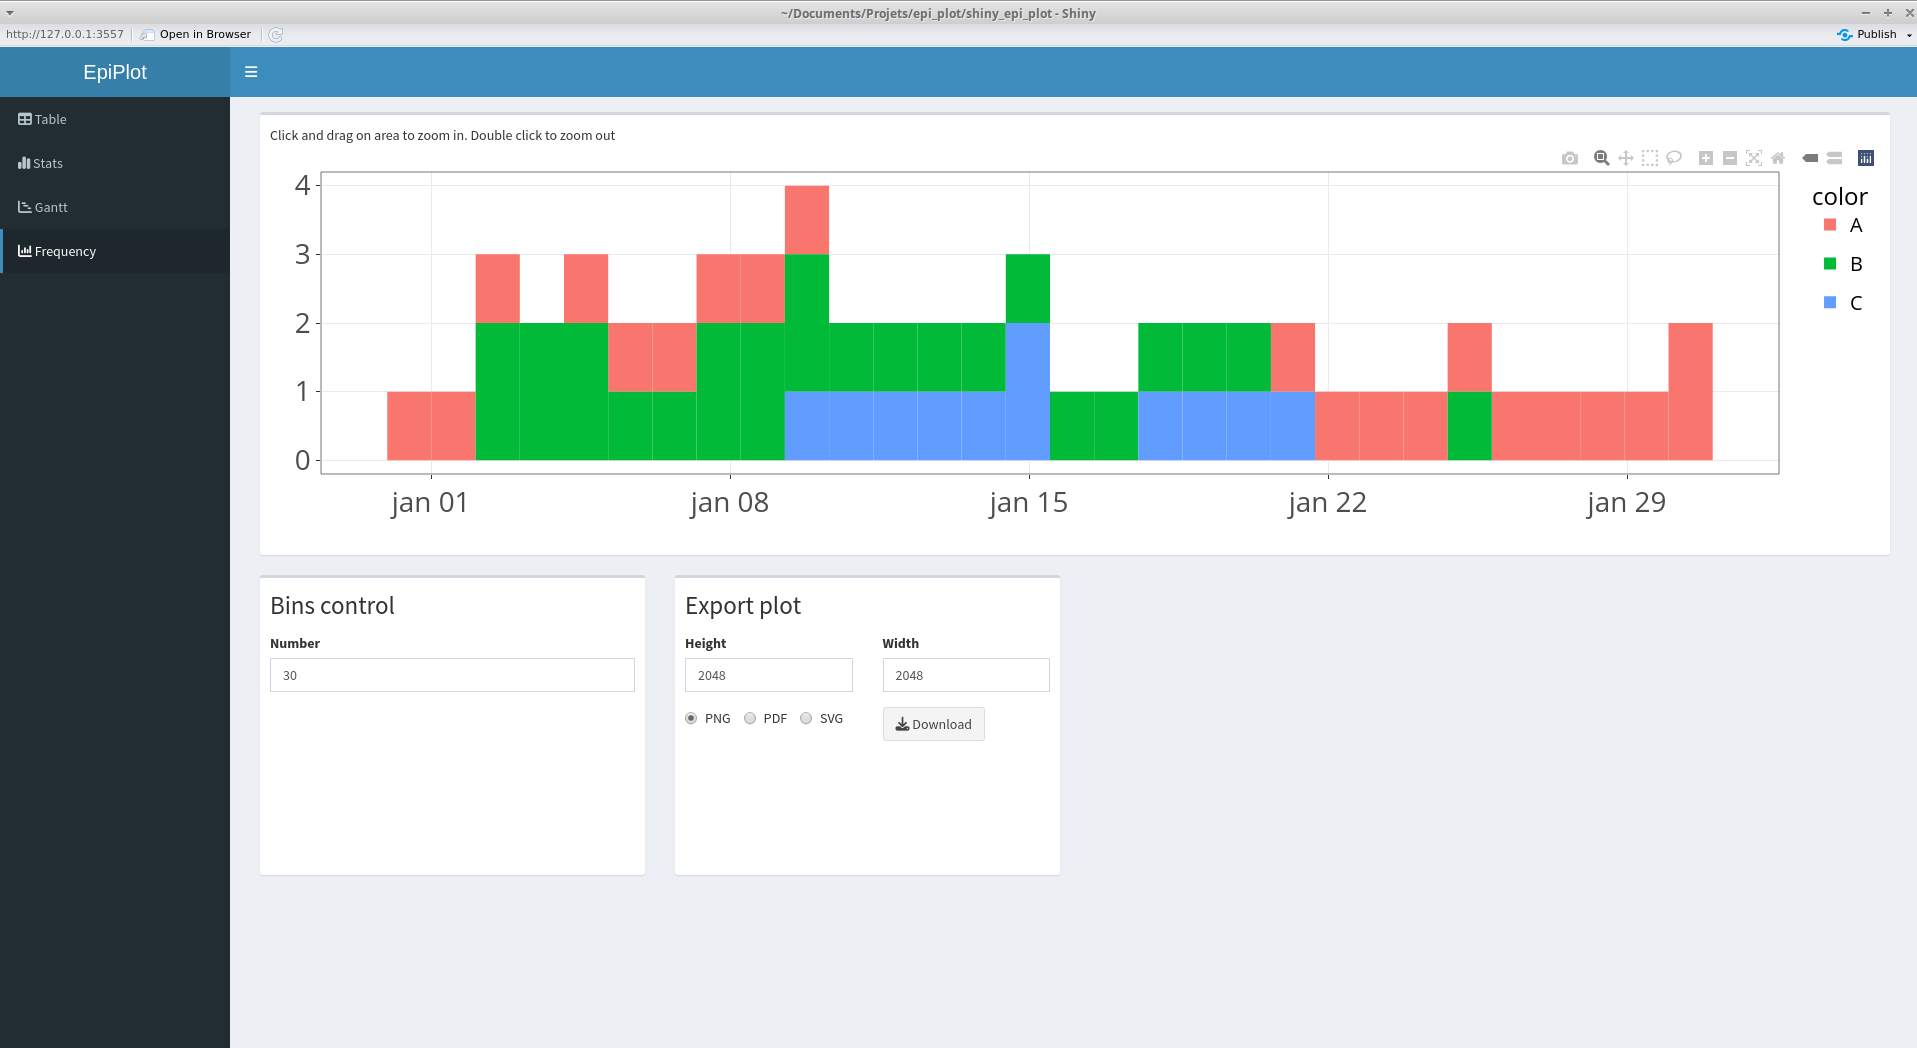 ~/Documents/Projets/epi_plot/shiny_epi_plot - Shiny
http://127.0.0.1:3557 Open in Browser Publish
EpiPlot
Table
Stats
Gantt
Frequency
Click and drag on area to zoom in. Double click to zoom out
4
3
2
1
0
jan 01 jan 08 jan 15 jan 22 jan 29
color
A
B
C
Bins control
Number
30
Export plot
Height Width
2048 2048
PNG PDF SVG Download